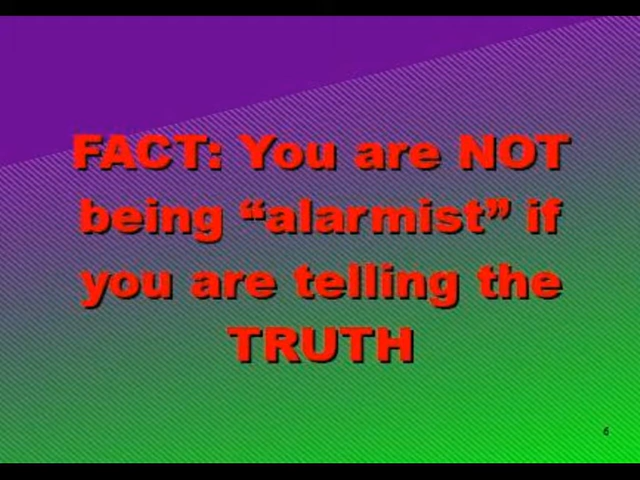 FACT: You are NOT
being “alarmist” if
you are telling the
TRUTH
6